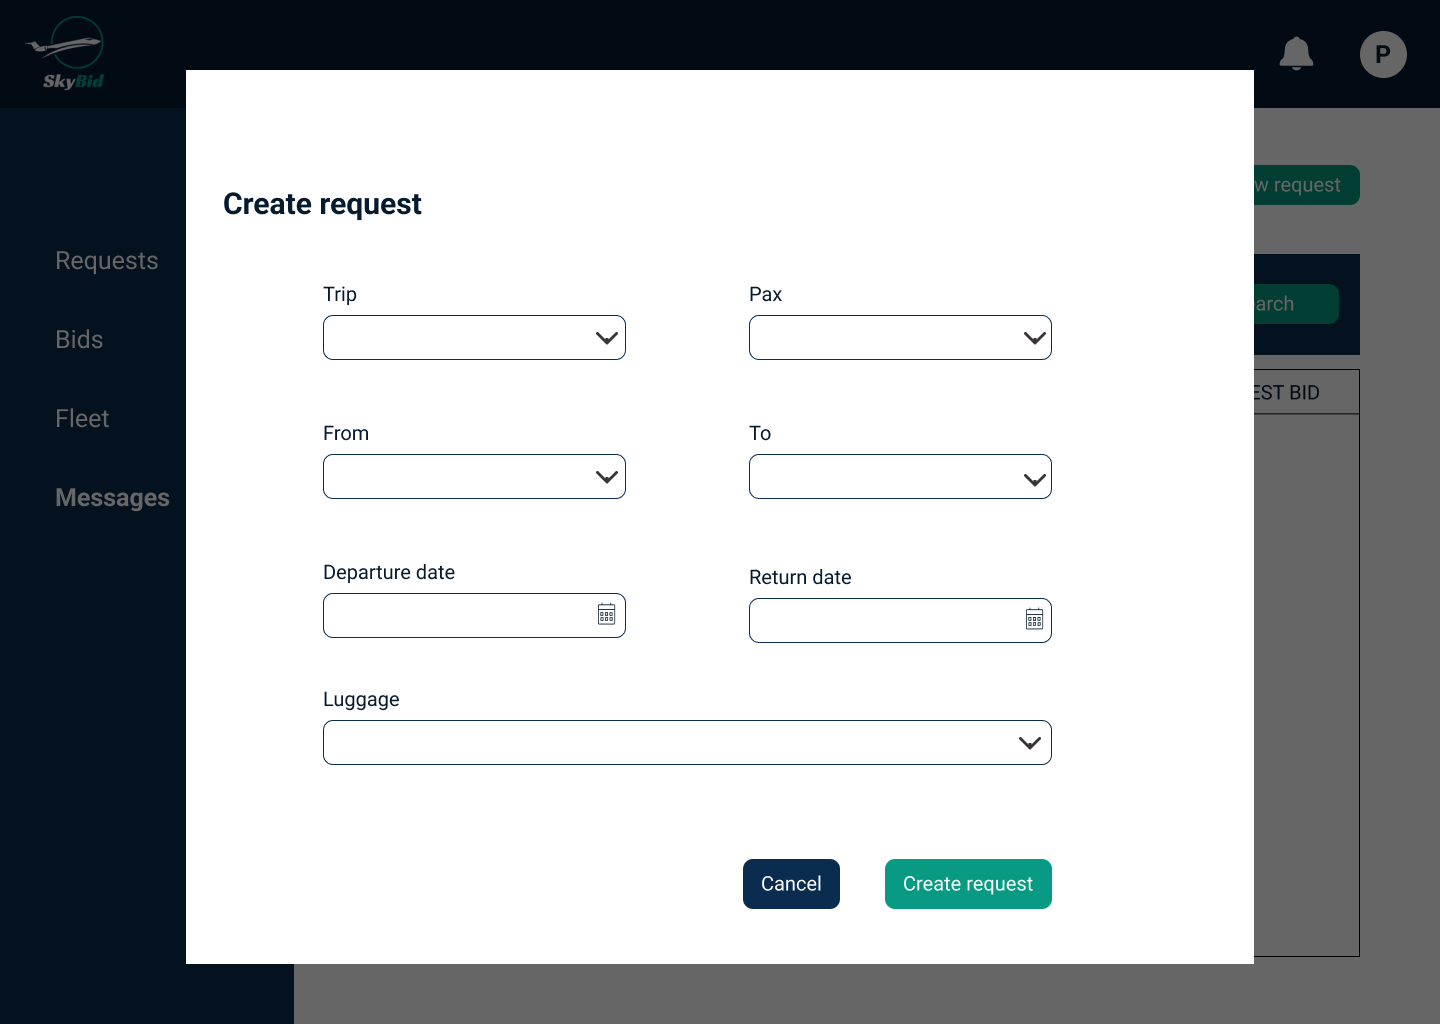 SkyBid
P
w request
Create request
Requests
Trip
Pax
arch
Bids
EST BID
Fleet
From
To
Messages
Departure date
Return date
Luggage
Cancel
Create request